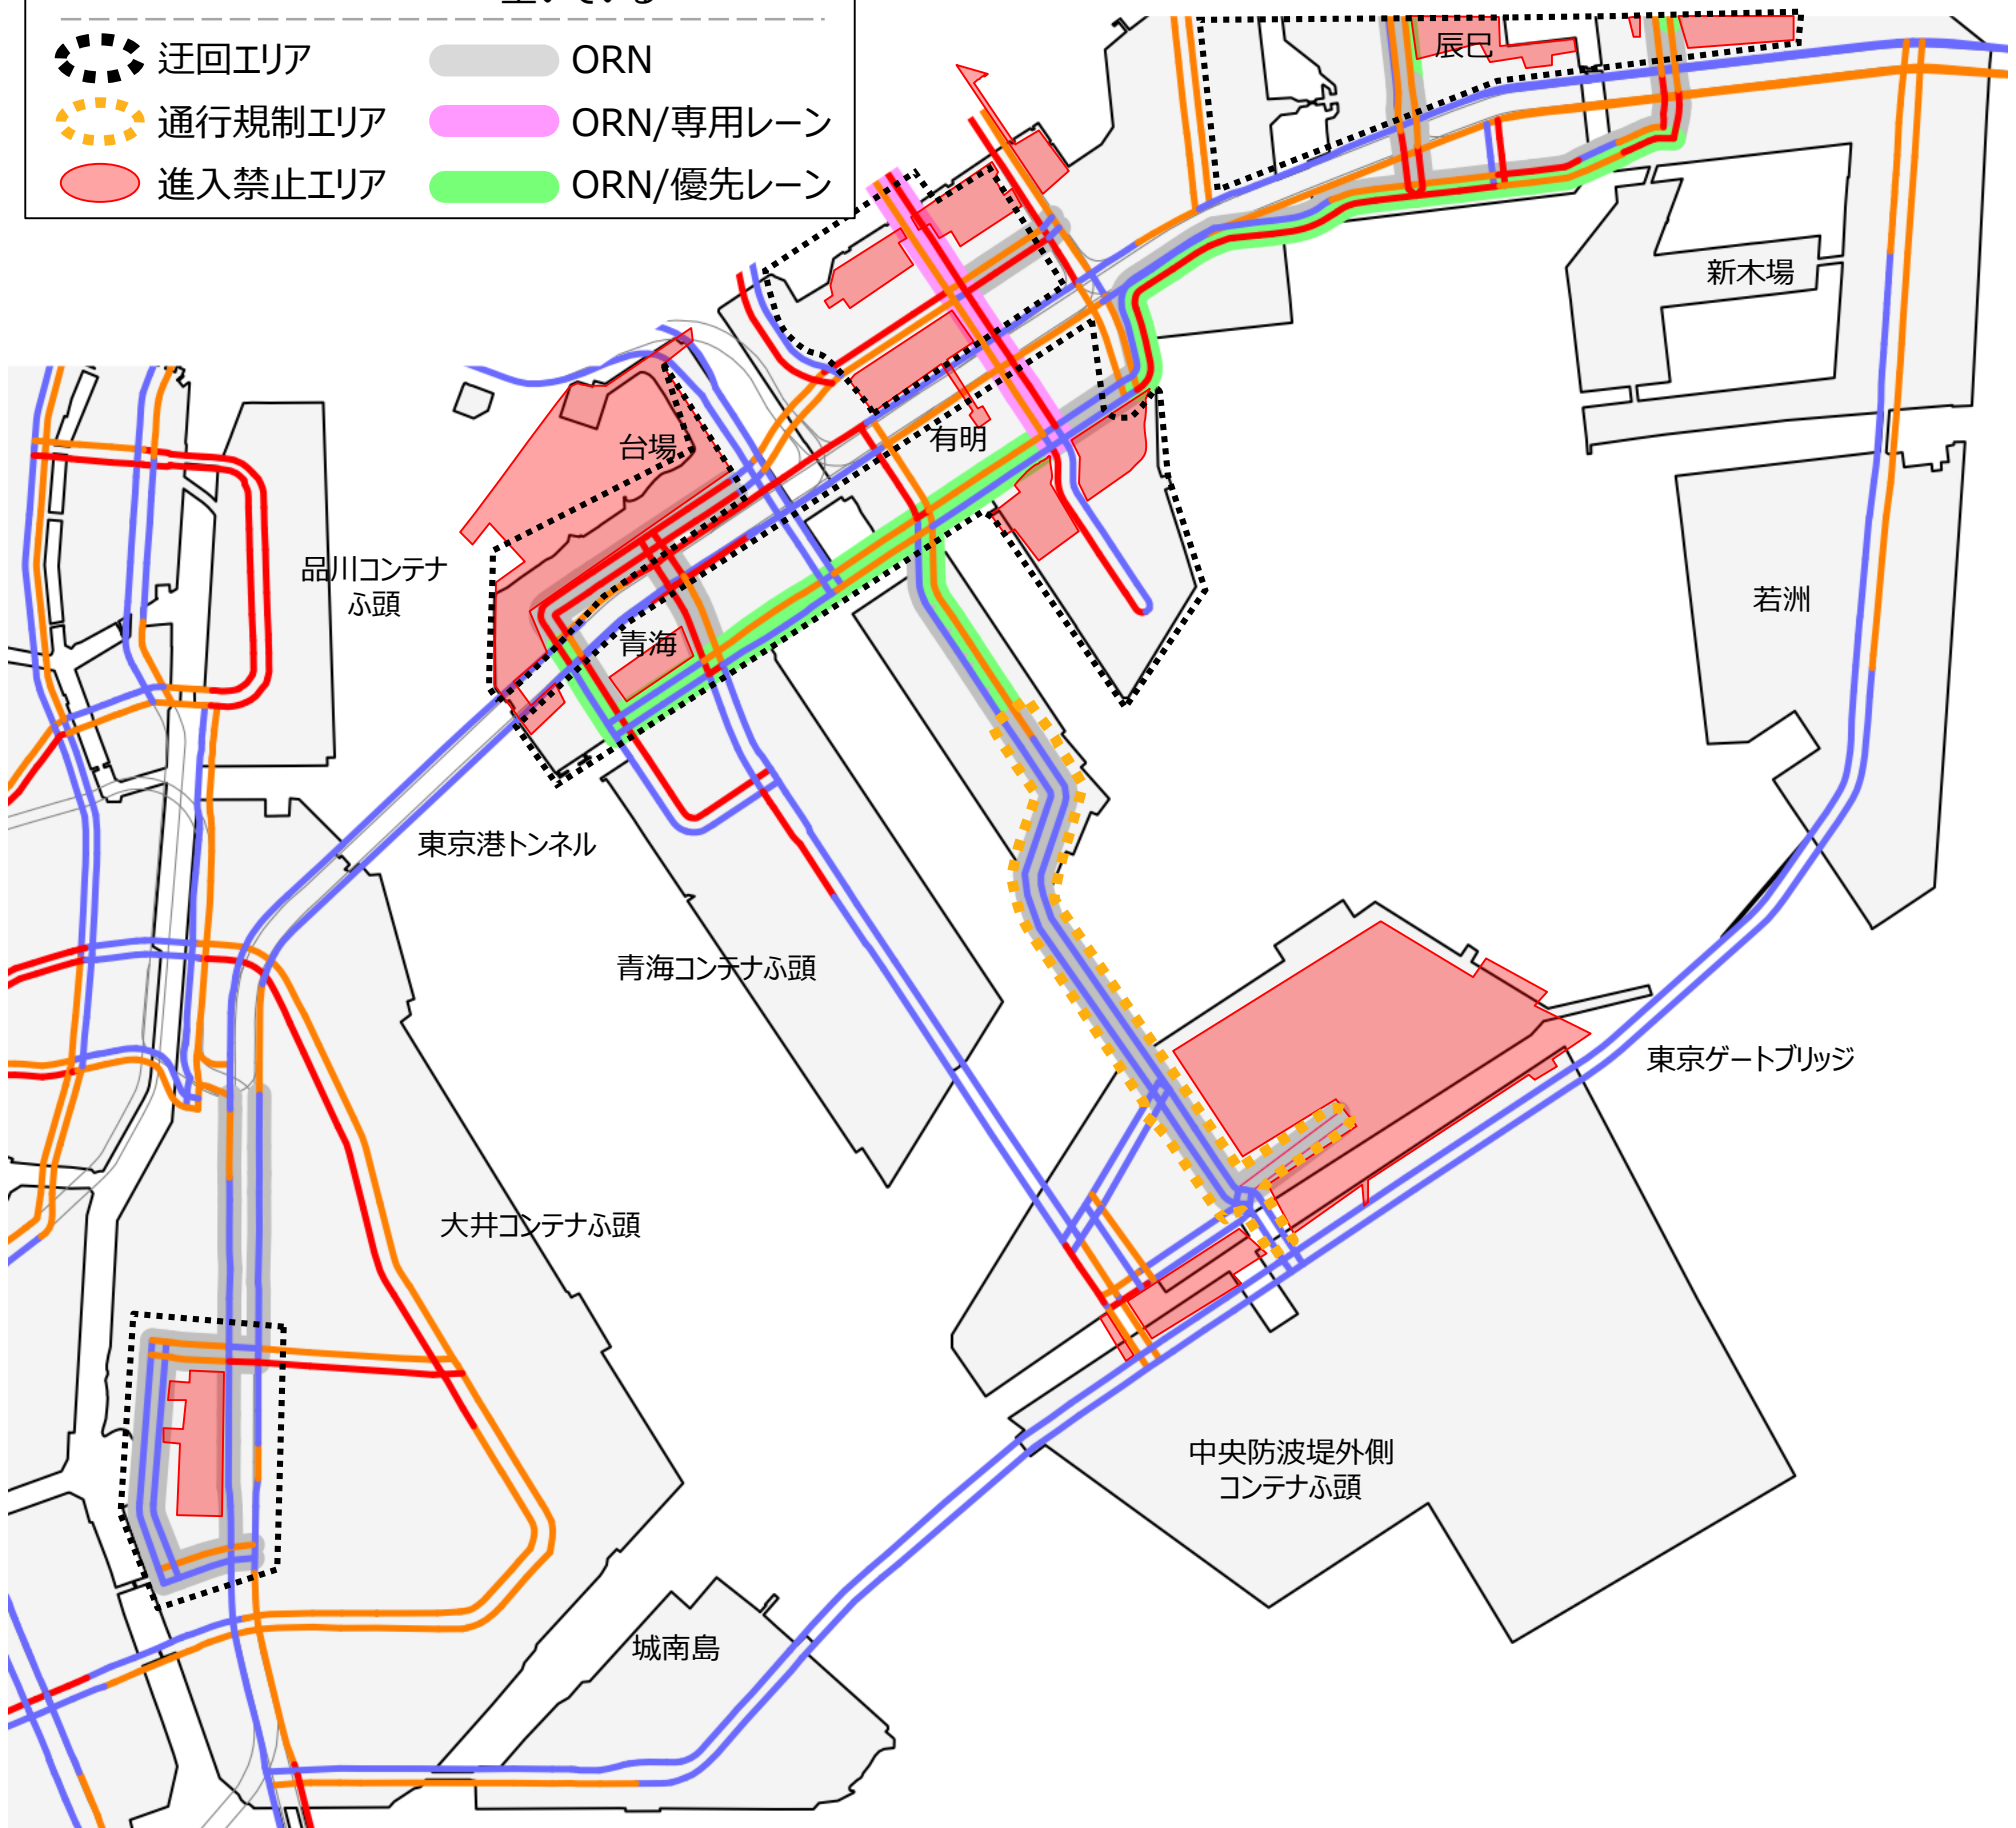 空いている
迂回エリア
ORN
通行規制エリア
ORN/専用レーン
進入禁止エリア
ORN/優先レーン
辰巳
新木場
有明
台場
品川コンテナ
ふ頭
若洲
青海
東京港トンネル
青海コンテナふ頭
東京ゲートブリッジ
大井コンテナふ頭
中央防波堤外側
コンテナふ頭
城南島